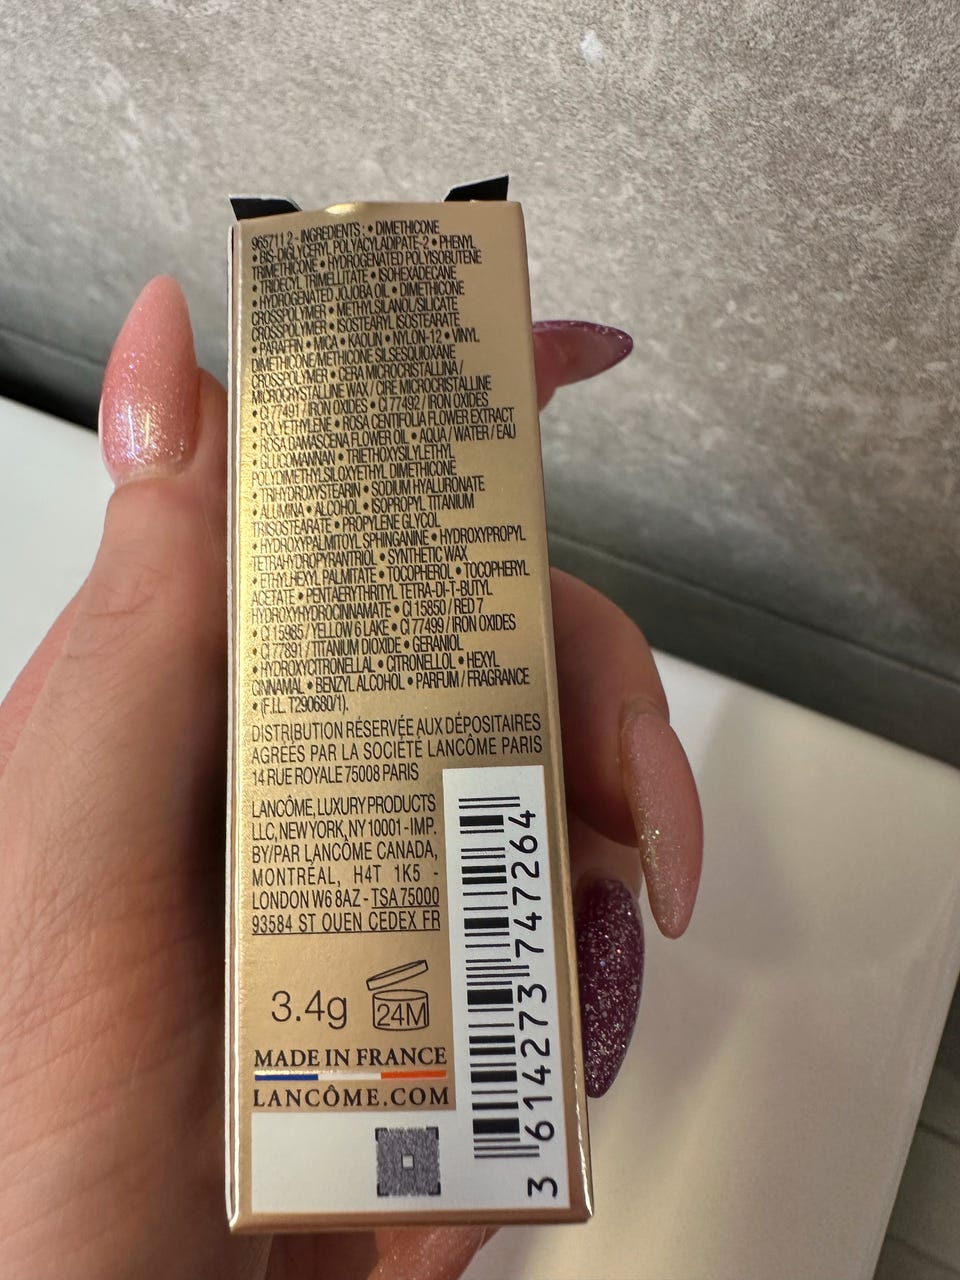 965711 2 - INGREDIENTS : • DIMETHICONE
• BIS-DIGLYCERYL POLYACYLADIPATE-2 • PHENYL
TRIMETHICONE • HYDROGENATED POLYISOBUTENE
• TRIDECYL TRIMELLITATE • ISOHEXADECANE
• HYDROGENATED JOJOBA OIL • DIMETHICONE
CROSSPOLYMER • METHYLSILANOL/SILICATE
CROSSPOLYMER • ISOSTEARYL ISOSTEARATE
• PARAFFIN • MICA • KAOLIN • NYLON-12 • VINYL
DIMETHICONE/METHICONE SILSESQUIOXANE
CROSSPOLYMER • CERA MICROCRISTALLINA /
MICROCRYSTALLINE WAX / CIRE MICROCRISTALLINE
• CI 77491 / IRON OXIDES • CI 77492 / IRON OXIDES
• POLYETHYLENE • ROSA CENTIFOLIA FLOWER EXTRACT
• ROSA DAMASCENA FLOWER OIL • AQUA / WATER / EAU
• GLUCOMANNAN • TRIETHOXYSILYLETHYL
POLYDIMETHYLSILOXYETHYL DIMETHICONE
• TRIHYDROXYSTEARIN • SODIUM HYALURONATE
• ALUMINA • ALCOHOL • ISOPROPYL TITANIUM
TRIISOSTEARATE • PROPYLENE GLYCOL
• HYDROXYPALMITOYL SPHINGANINE • HYDROXYPROPYL
TETRAHYDROPYRANTRIOL • SYNTHETIC WAX
• ETHYLHEXYL PALMITATE • TOCOPHEROL • TOCOPHERYL
ACETATE • PENTAERYTHRITYL TETRA-DI-T-BUTYL
HYDROXYHYDROCINNAMATE • CI 15850 / RED 7
• CI 15985 / YELLOW 6 LAKE • CI 77499 / IRON OXIDES
• CI 77891 / TITANIUM DIOXIDE • GERANIOL
• HYDROXYCITRONELLAL • CITRONELLOL • HEXYL
CINNAMAL • BENZYL ALCOHOL • PARFUM / FRAGRANCE
• (F.I.L. T290680/1).
DISTRIBUTION RÉSERVÉE AUX DÉPOSITAIRES
AGRÉÉS PAR LA SOCIÉTÉ LANCÔME PARIS
14 RUE ROYALE 75008 PARIS
LANCÔME, LUXURY PRODUCTS
LLC, NEW YORK, NY 10001 - IMP.
BY/PAR LANCÔME CANADA,
MONTRÉAL, H4T 1K5 -
LONDON W6 8AZ - TSA 75000
93584 ST OUEN CEDEX FR
3.4g
24M
MADE IN FRANCE
LANCÔME.COM
3 614273 747264